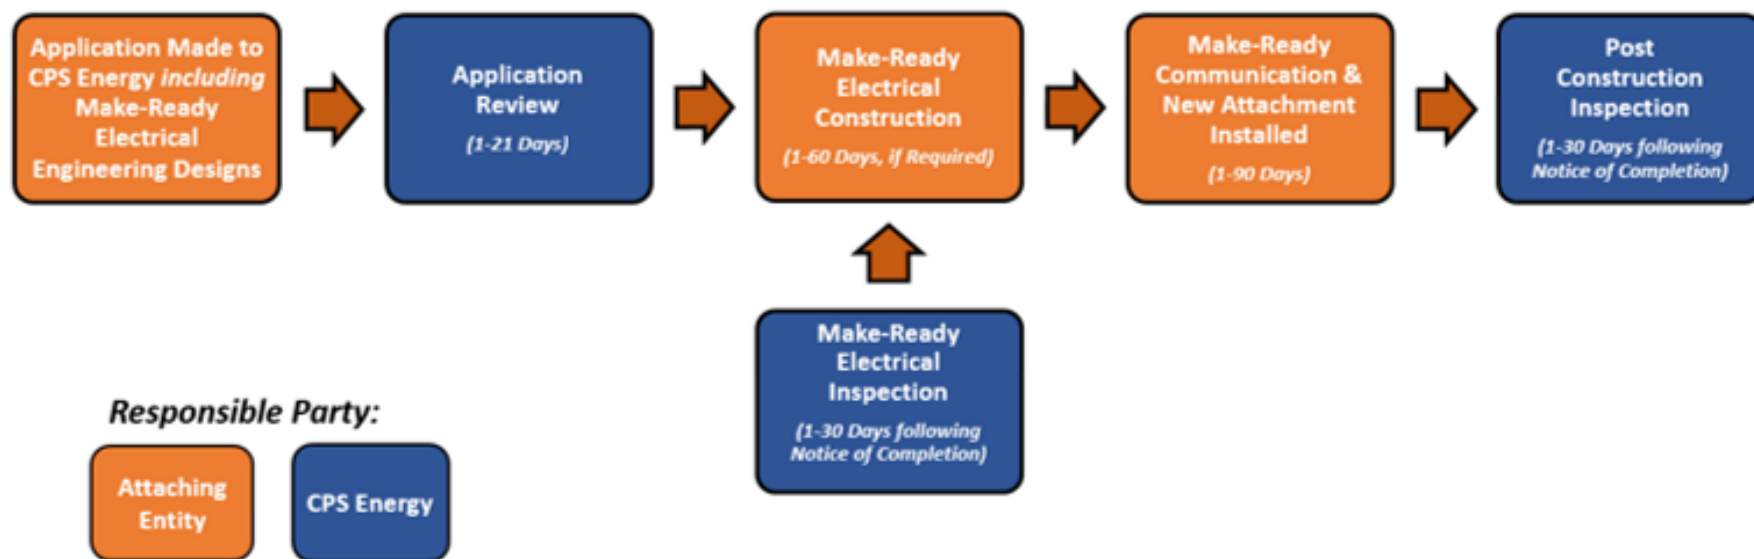 Application Made to
CPS Energy including
Make-Ready
Electrical
Engineering Designs
Application
Review
(1-21 Days)
Make-Ready
Electrical
Construction
(1-60 Days, if Required)
Make-Ready
Communication &
New Attachment
Installed
(1-90 Days)
Post
Construction
Inspection
(1-30 Days following
Notice of Completion)
Make-Ready
Electrical
Inspection
(1-30 Days following
Notice of Completion)
Responsible Party:
Attaching
Entity
CPS Energy